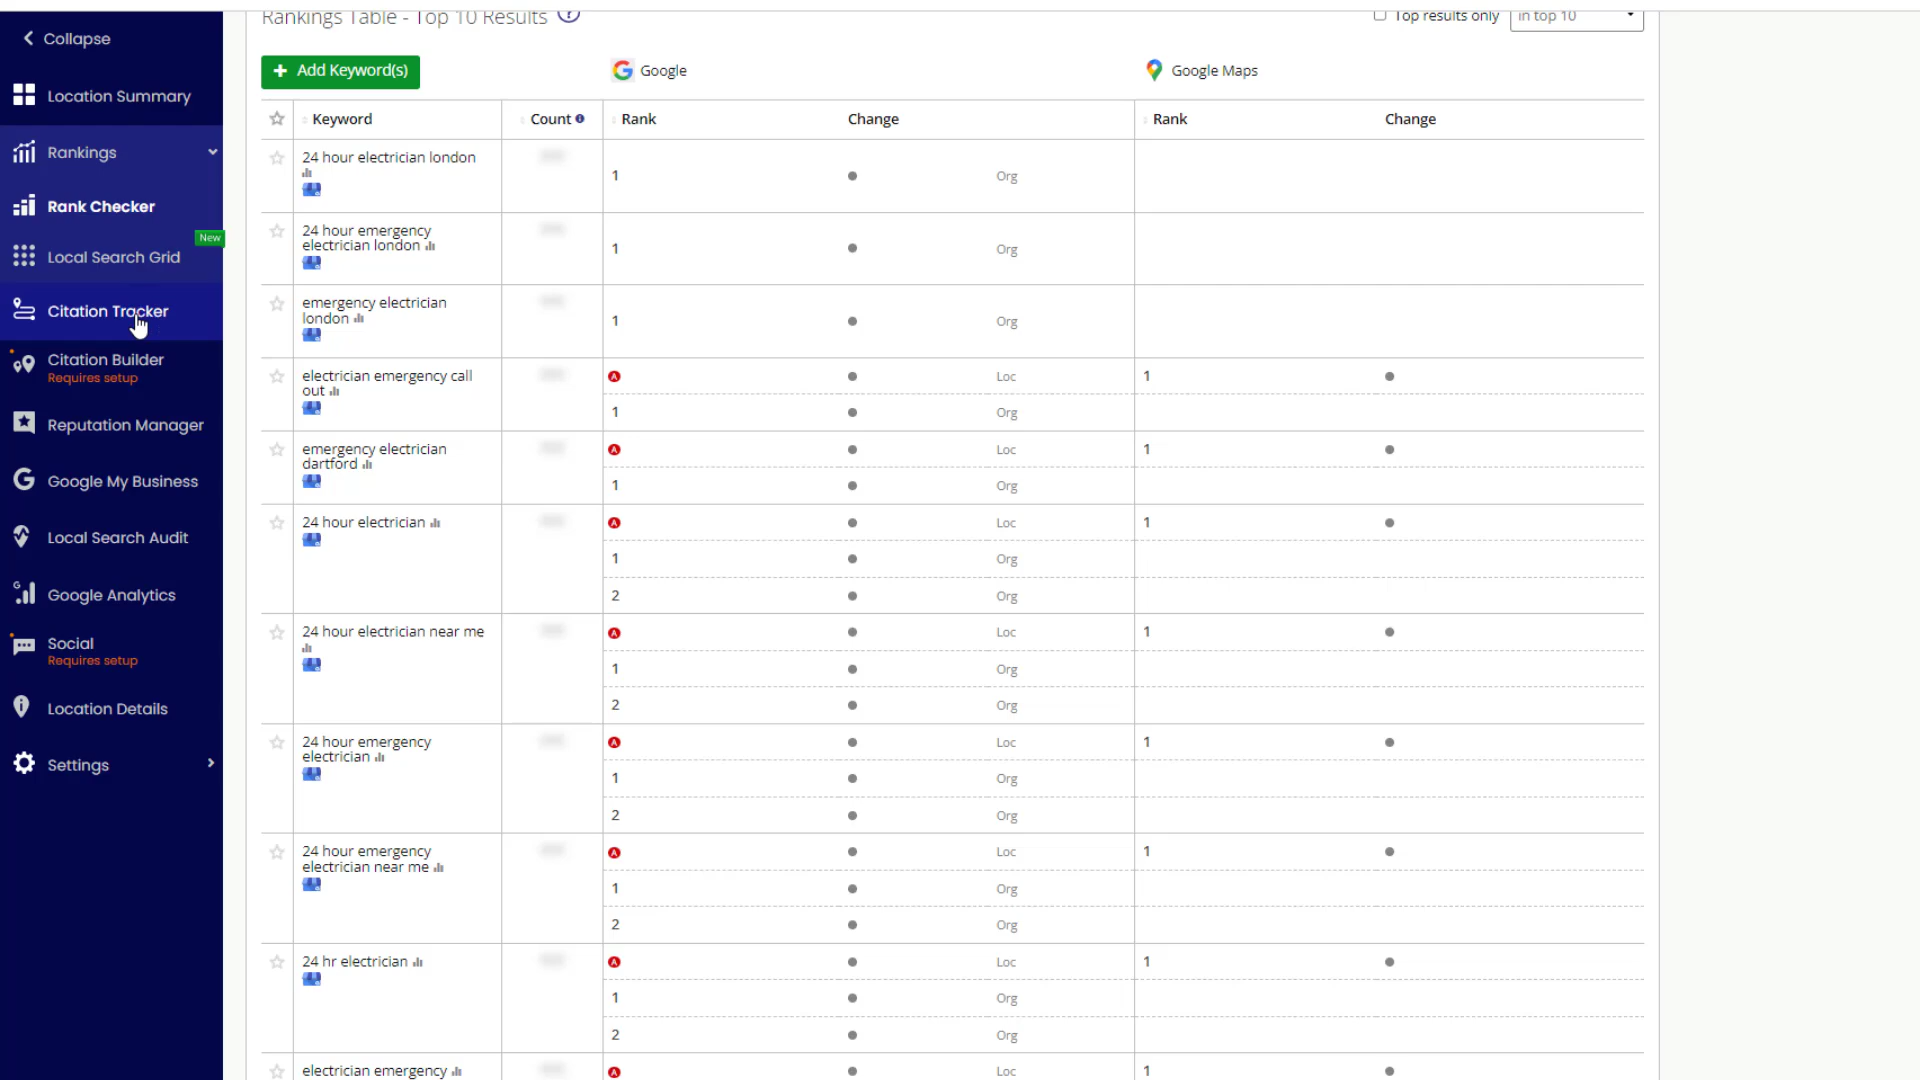 Collapse
Location Summary
Rankings
Rank Checker
New
Local Search Grid
Citation Tracker
Citation Builder
Requires setup
Reputation Manager
Google My Business
Local Search Audit
Google Analytics
Social
Requires setup
Location Details
Settings
Rankings Table - Top 10 Results ?
Top results only in top 10
+ Add Keyword(s) Google Google Maps
Keyword Count Rank Change Rank Change
24 hour electrician london
1 Org
24 hour emergency
electrician london
1 Org
emergency electrician
london
1 Org
electrician emergency call
out
A Loc 1
1 Org
emergency electrician
dartford
A Loc 1
1 Org
24 hour electrician
A Loc 1
1 Org
2 Org
24 hour electrician near me
A Loc 1
1 Org
2 Org
24 hour emergency
electrician
A Loc 1
1 Org
2 Org
24 hour emergency
electrician near me
A Loc 1
1 Org
2 Org
24 hr electrician
A Loc 1
1 Org
2 Org
electrician emergency
A Loc 1